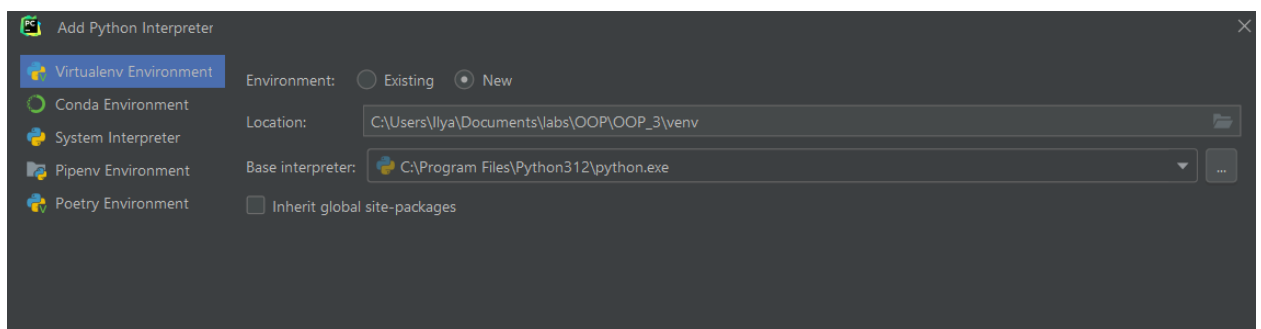 Add Python Interpreter
Virtualenv Environment
Conda Environment
System Interpreter
Pipenv Environment
Poetry Environment
Environment: Existing New
Location: C:\Users\Ilya\Documents\labs\OOP\OOP_3\venv
Base interpreter: C:\Program Files\Python312\python.exe ...
Inherit global site-packages